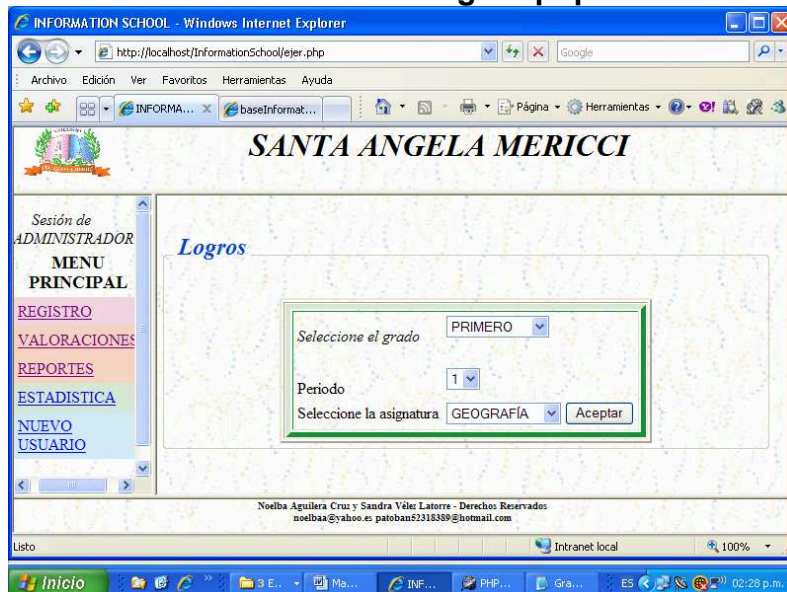 INFORMATION SCHOOL - Windows Internet Explorer
http://localhost/InformationSchool/ejer.php
Google
Archivo Edición Ver Favoritos Herramientas Ayuda
INFORMA... baseInformat...
Página Herramientas
SANTA ANGELA MERICCI
Sesión de
ADMINISTRADOR
MENU
PRINCIPAL
REGISTRO
VALORACIONES
REPORTES
ESTADISTICA
NUEVO
USUARIO
Logros
Seleccione el grado PRIMERO
Periodo 1
Seleccione la asignatura GEOGRAFÍA Aceptar
Noelba Aguilera Cruz y Sandra Vélez Latorre - Derechos Reservados
noelbaa@yahoo.es patoban52318389@hotmail.com
Listo Intranet local 100%
Inicio 3 E.. Ma... INF... PHP... Gra... ES 02:28 p.m.